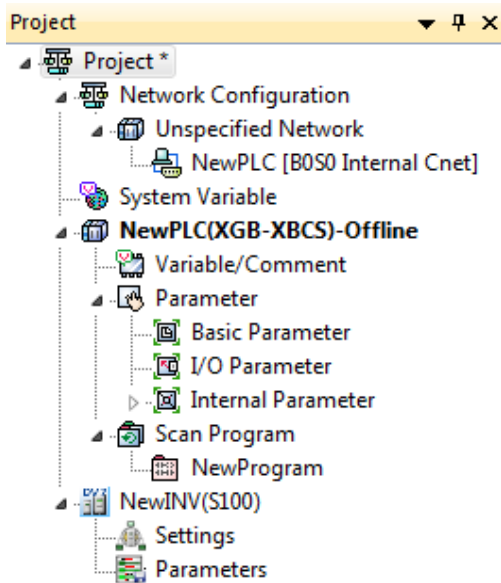 Project
Project *
Network Configuration
Unspecified Network
NewPLC [B0S0 Internal Cnet]
System Variable
NewPLC(XGB-XBCS)-Offline
Variable/Comment
Parameter
Basic Parameter
I/O Parameter
Internal Parameter
Scan Program
NewProgram
NewINV(S100)
Settings
Parameters